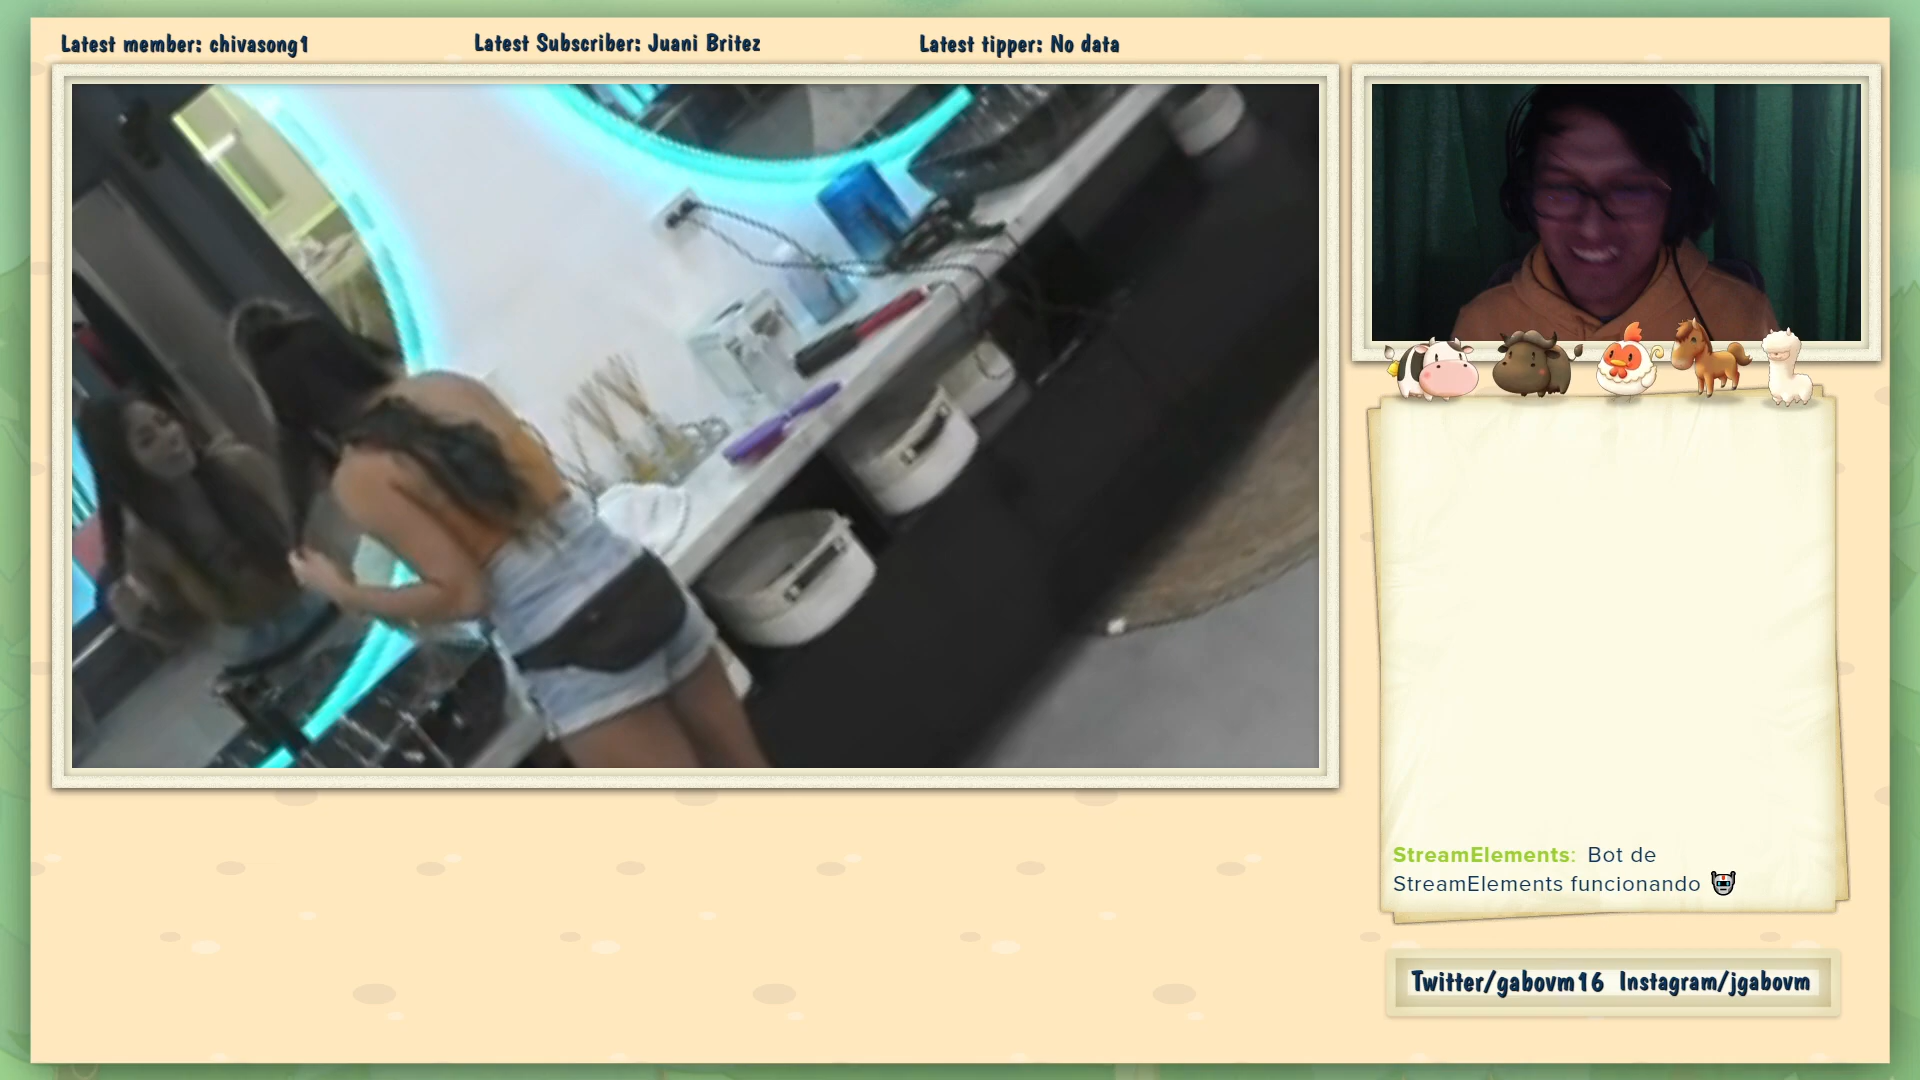 Latest member: chivasong1
Latest Subscriber: Juani Britez
Latest tipper: No data
StreamElements: Bot de
StreamElements funcionando
Twitter/gabovm16 Instagram/jgabovm